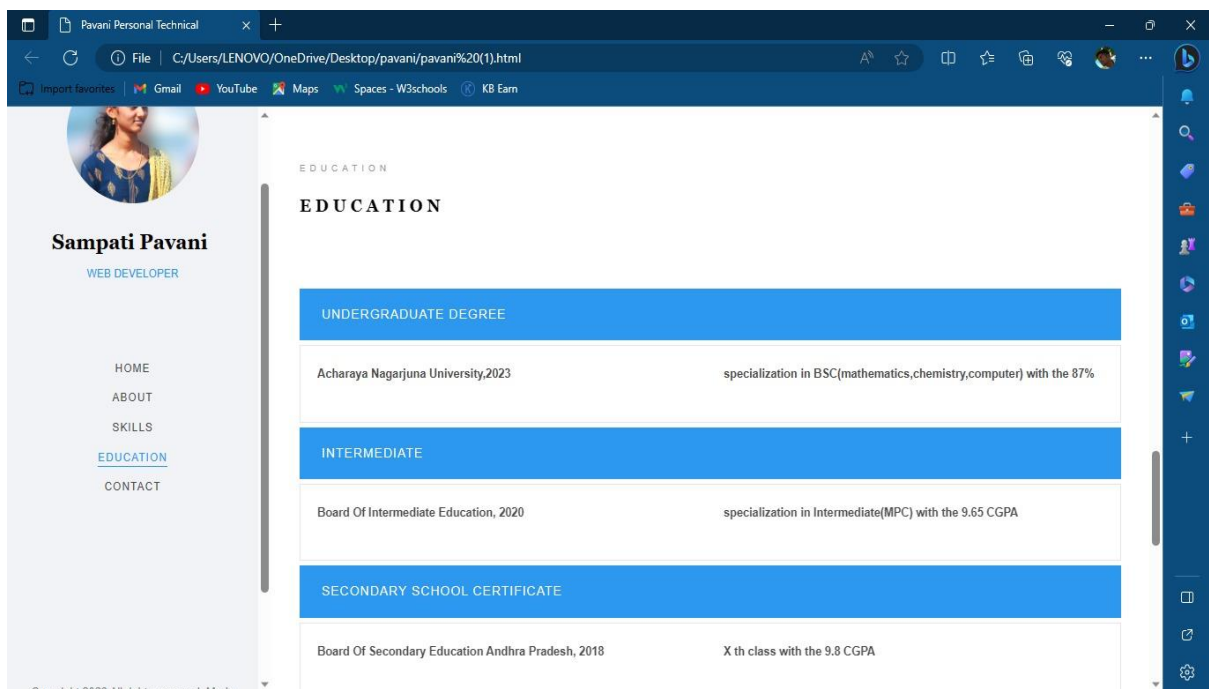 Pavani Personal Technical
File | C:/Users/LENOVO/OneDrive/Desktop/pavani/pavani%20(1).html
Import favorites | Gmail YouTube Maps Spaces - W3schools KB Earn
Sampati Pavani
WEB DEVELOPER
HOME
ABOUT
SKILLS
EDUCATION
CONTACT
EDUCATION
EDUCATION
UNDERGRADUATE DEGREE
Acharaya Nagarjuna University,2023 specialization in BSC(mathematics,chemistry,computer) with the 87%
INTERMEDIATE
Board Of Intermediate Education, 2020 specialization in Intermediate(MPC) with the 9.65 CGPA
SECONDARY SCHOOL CERTIFICATE
Board Of Secondary Education Andhra Pradesh, 2018 X th class with the 9.8 CGPA